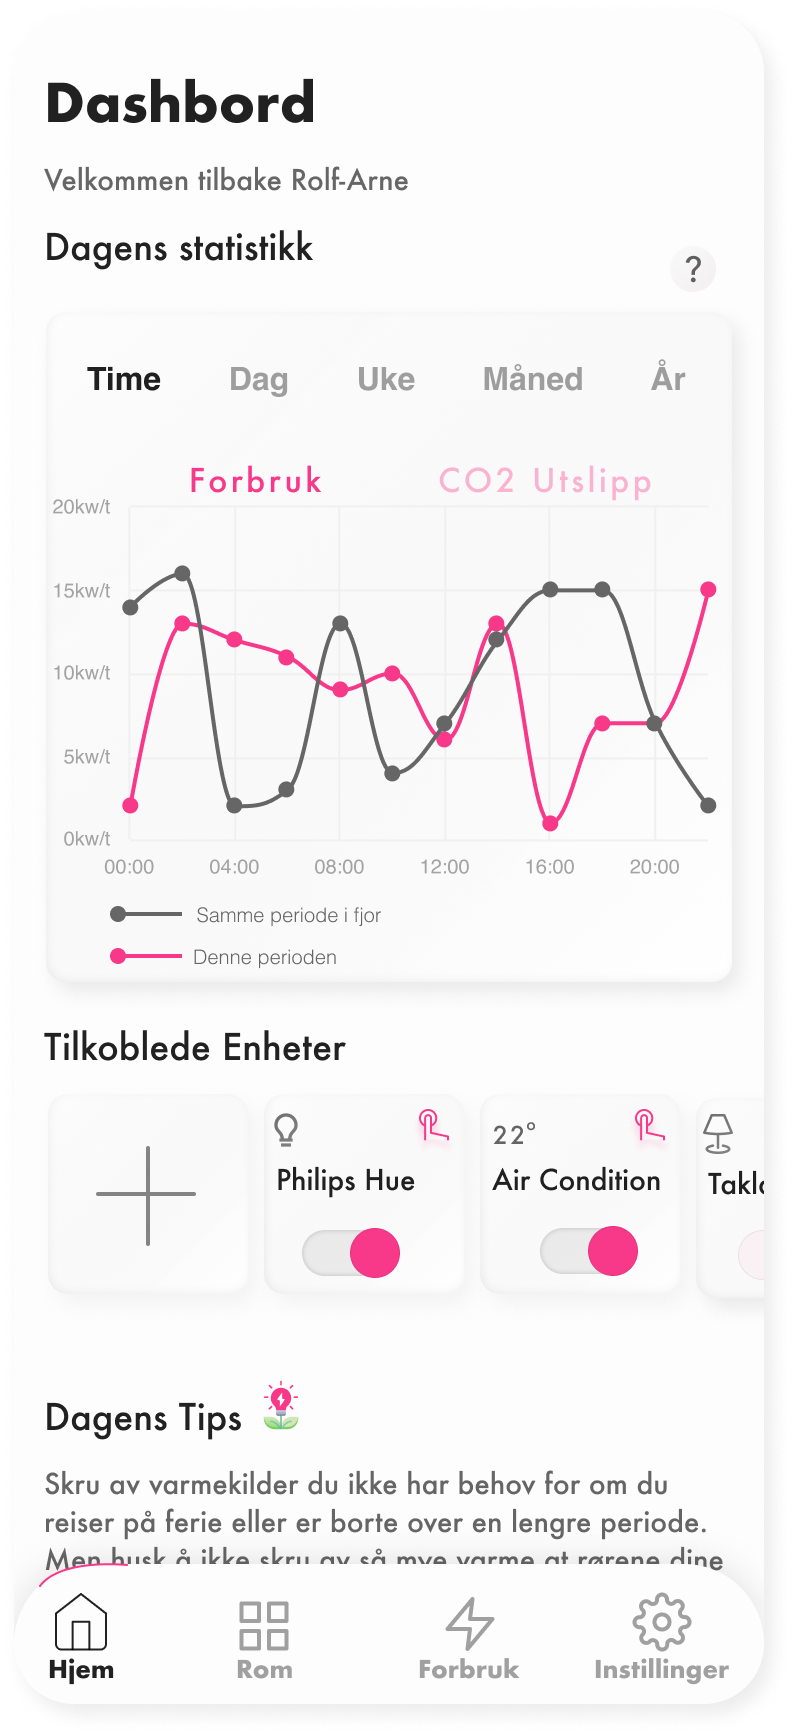 Dashbord
Velkommen tilbake Rolf-Arne
Dagens statistikk
?
Time Dag Uke Måned År
Forbruk CO2 Utslipp
20kw/t
15kw/t
10kw/t
5kw/t
0kw/t
00:00 04:00 08:00 12:00 16:00 20:00
Samme periode i fjor
Denne perioden
Tilkoblede Enheter
22°
Philips Hue Air Condition
Dagens Tips
Skru av varmekilder du ikke har behov for om du
reiser på ferie eller er borte over en lengre periode.
Men husk å ikke skru av så mye varme at rørene dine
Hjem Rom Forbruk Instillinger